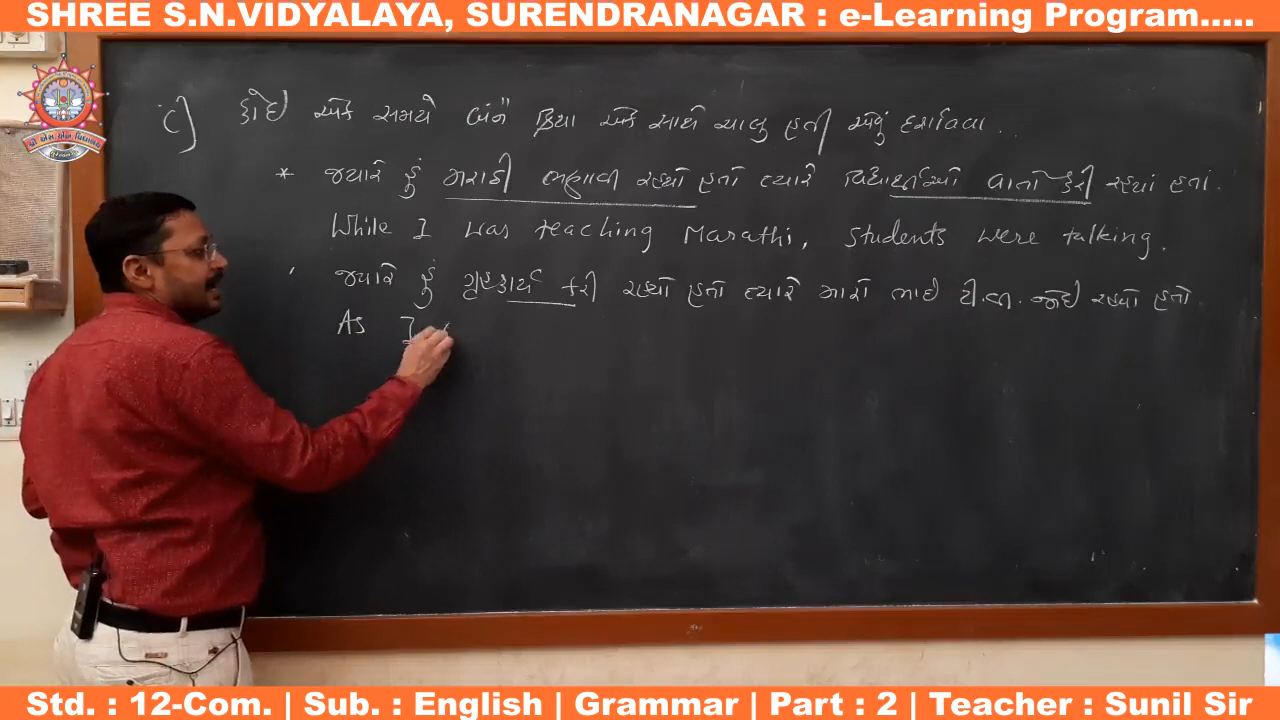 SHREE S.N.VIDYALAYA, SURENDRANAGAR : e-Learning Program.....
c) કોઈ એક સમયે બંને ક્રિયા એક સાથે ચાલુ હતી એવું દર્શાવવા . .
* જ્યારે હું મરાઠી ભણાવી રહ્યો હતો ત્યારે વિદ્યાર્થીઓ વાતો કરી રહ્યાં હતાં.
While I was teaching Marathi, students were talking.
જ્યારે હું ગૃહકાર્ય કરી રહ્યો હતો ત્યારે મારો ભાઈ ટી.વી. જોઈ રહ્યો હતો
As I
Std. : 12-Com. | Sub. : English | Grammar | Part : 2 | Teacher : Sunil Sir